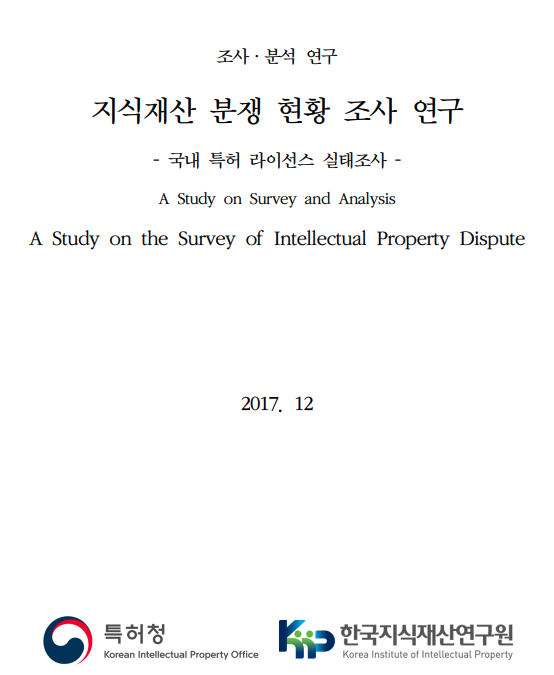 조사·분석 연구
지식재산 분쟁 현황 조사 연구
- 국내 특허 라이선스 실태조사 -
A Study on Survey and Analysis
A Study on the Survey of Intellectual Property Dispute
2017. 12
특허청
Korean Intellectual Property Office
KIIP 한국지식재산연구원
Korea Institute of Intellectual Property